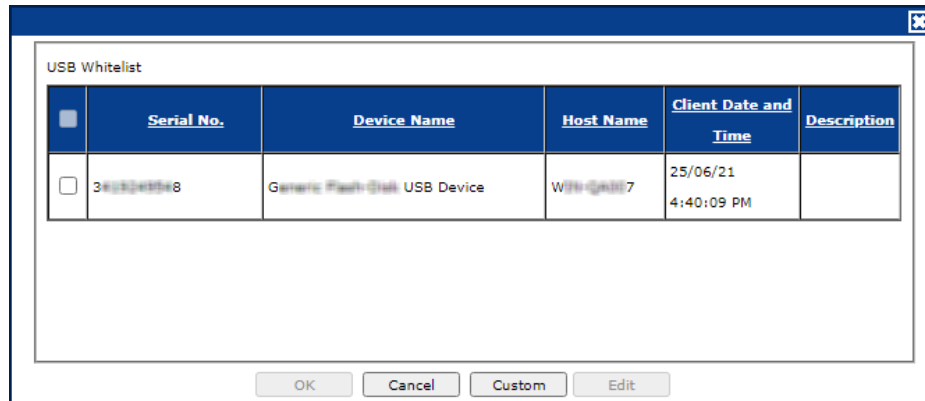 USB Whitelist
Serial No.
Device Name
Host Name
Client Date and
Time
Description
USB Device
25/06/21
4:40:09 PM
OK
Cancel
Custom
Edit